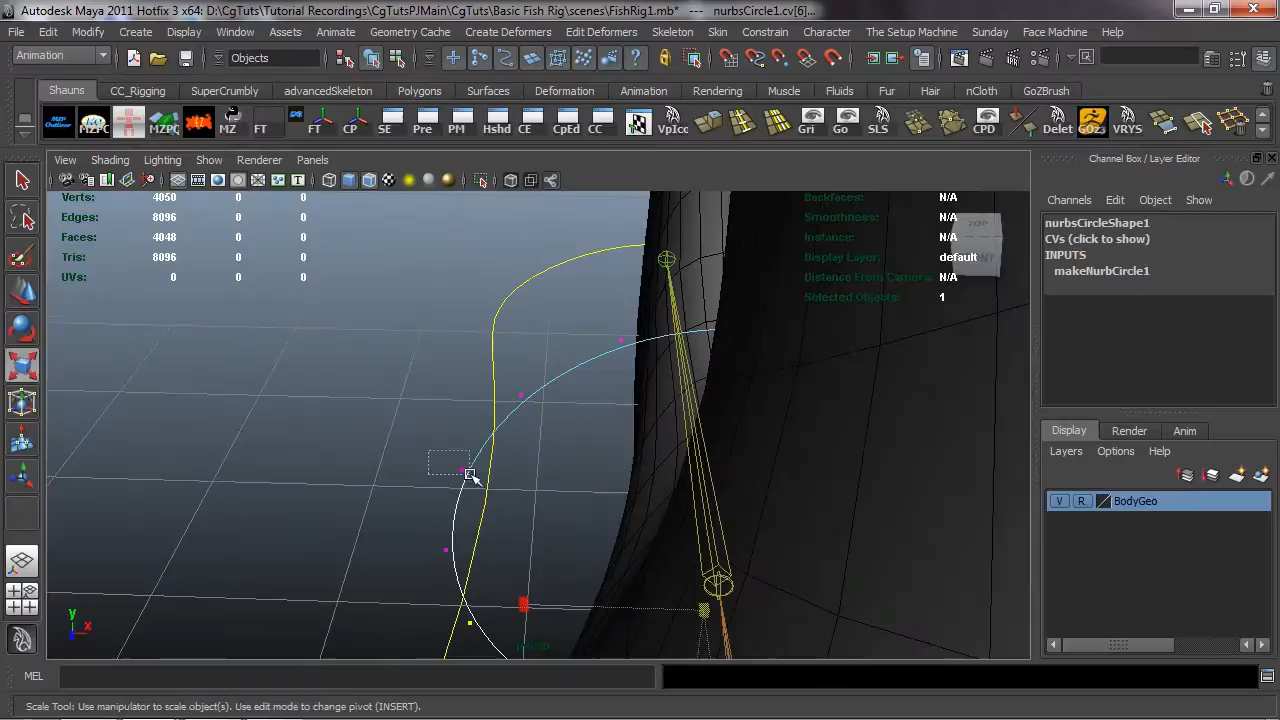 Autodesk Maya 2011 Hotfix 3 x64: D:\CgTuts\Tutorial Recordings\CgTutsPJMain\CgTuts\Basic Fish Rig\scenes\FishRig1.mb* --- nurbsCircle1.cv[6]...
File Edit Modify Create Display Window Assets Animate Geometry Cache Create Deformers Edit Deformers Skeleton Skin Constrain Character The Setup Machine Sunday Face Machine Help
Animation Objects
Shauns CC_Rigging SuperCrumbly advancedSkeleton Polygons Surfaces Deformation Animation Rendering Muscle Fluids Fur Hair nCloth GoZBrush
MZPC MZPC MZ FT FT CP SE Pre PM Hshd CE CpEd CC VpIcc Gri Go SLS CPD Delet GOz3 VRYS
View Shading Lighting Show Renderer Panels
Channel Box / Layer Editor
Channels Edit Object Show
Verts: 4050 0 0
Edges: 8096 0 0
Faces: 4048 0 0
Tris: 8096 0 0
UVs: 0 0 0
Backfaces: N/A
Smoothness: N/A
Instance: N/A
Display Layer: default
Distance From Camera: N/A
Selected Objects: 1
nurbsCircleShape1
CVs (click to show)
INPUTS
makeNurbCircle1
Display Render Anim
Layers Options Help
V R BodyGeo
y
x
MEL
Scale Tool: Use manipulator to scale object(s). Use edit mode to change pivot (INSERT).